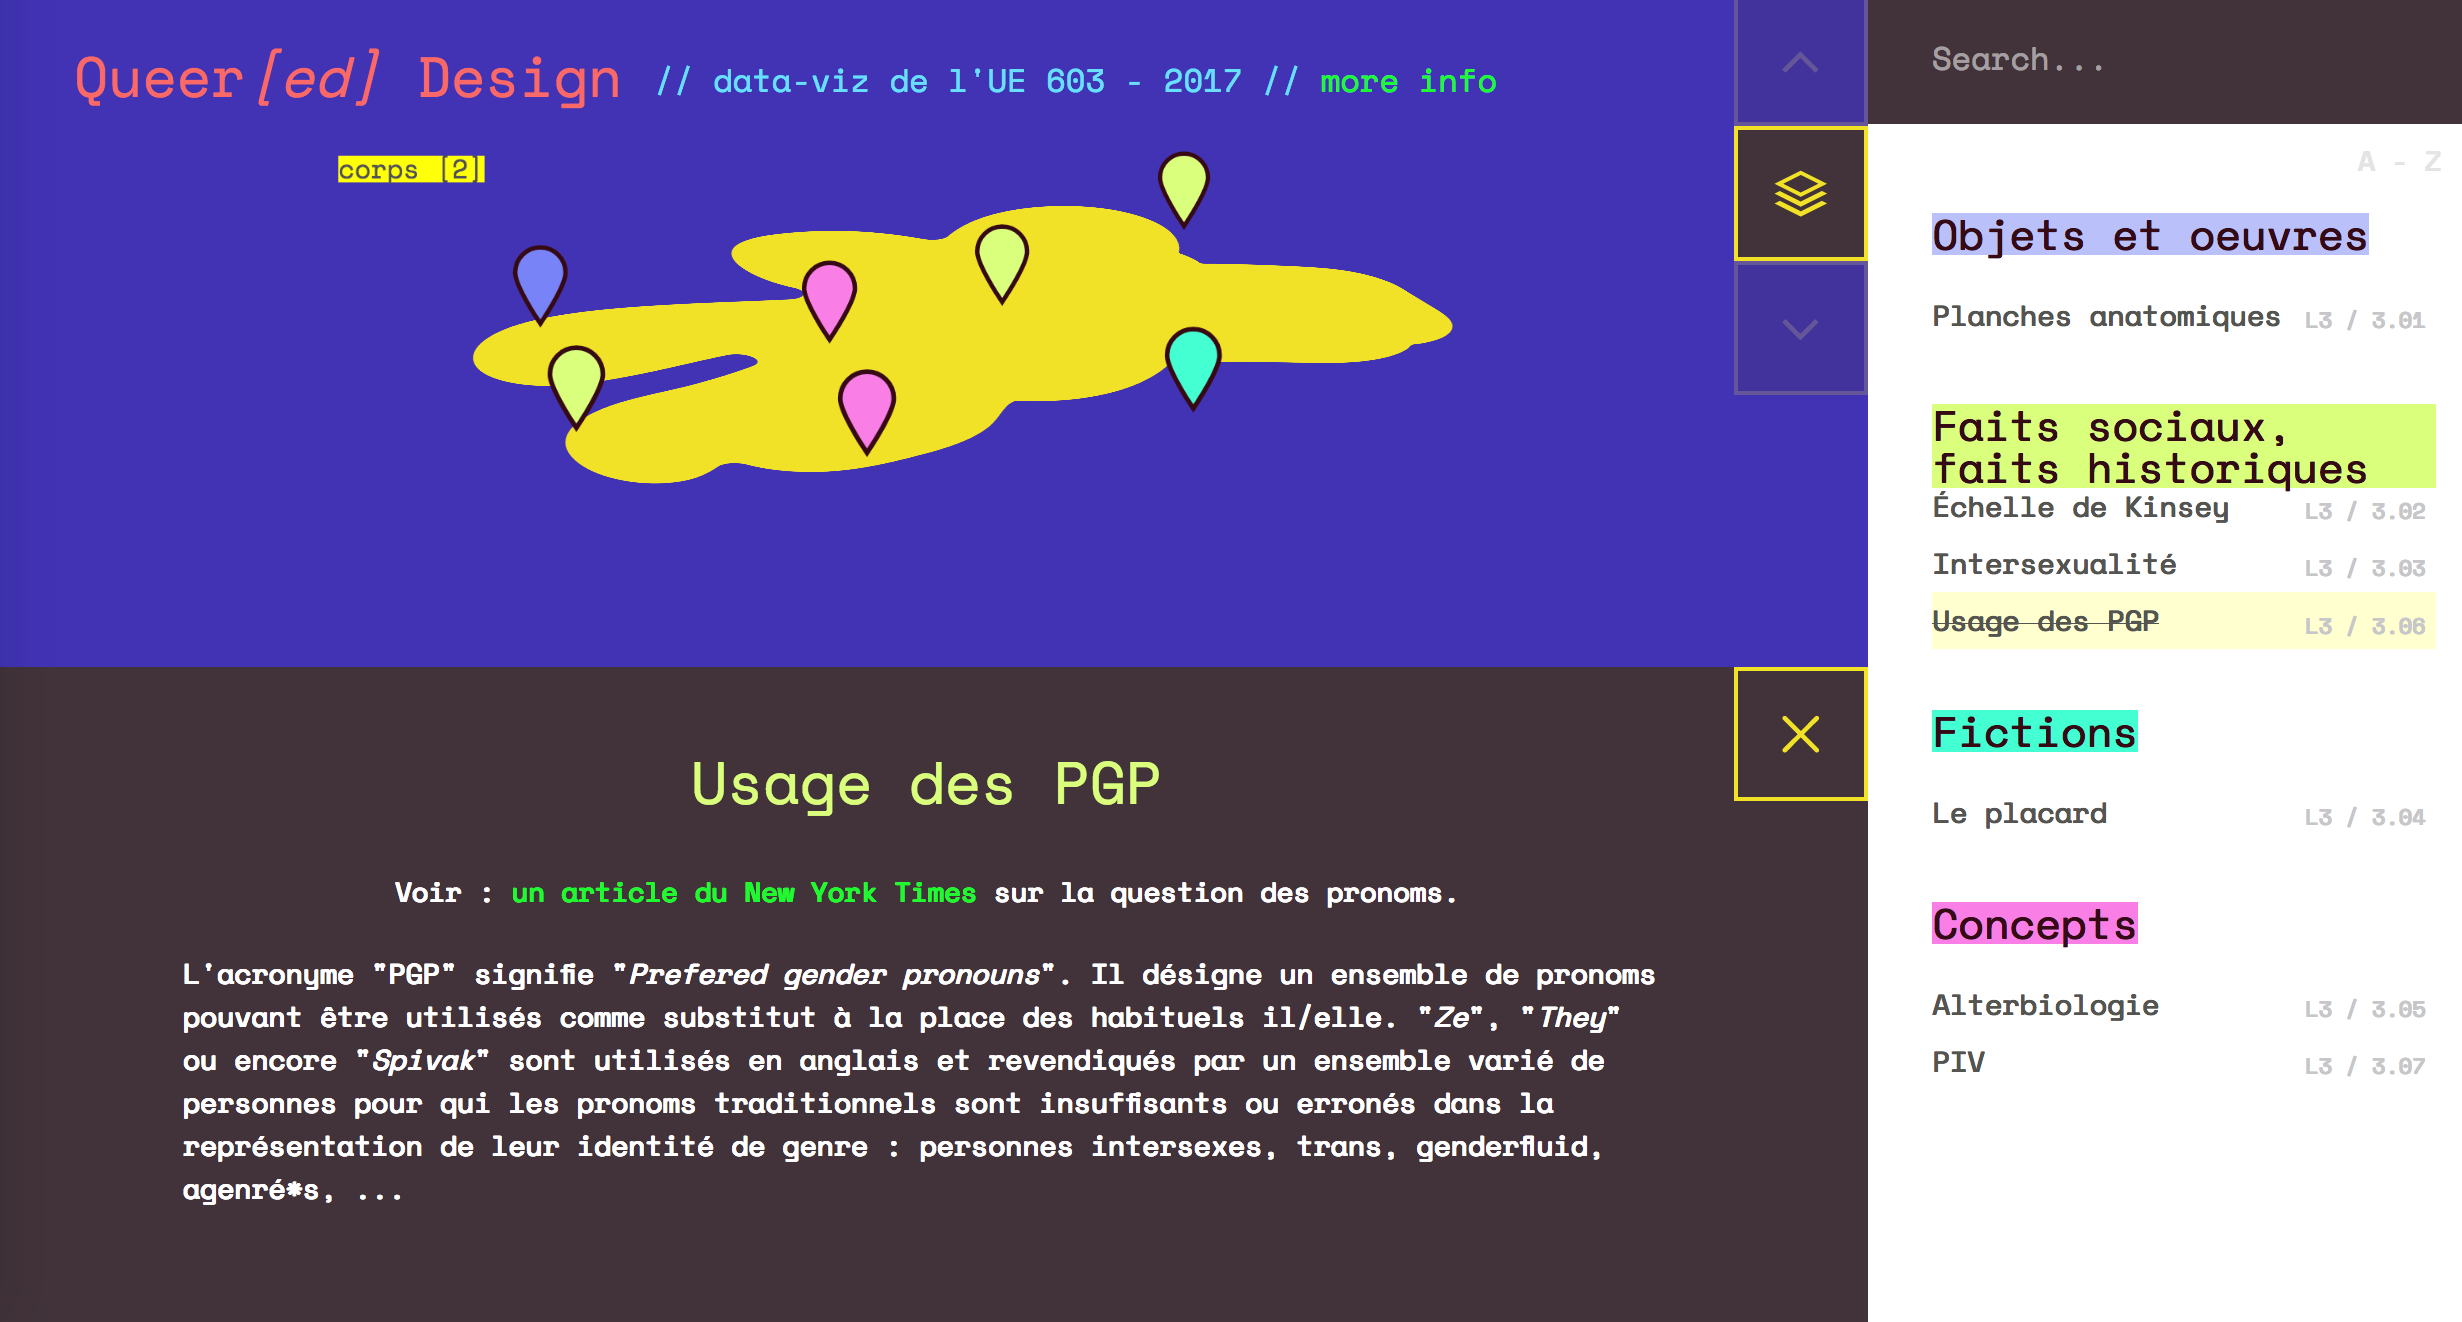 Queer[ed] Design // data-viz de l'UE 603 - 2017 // more info
corps [2]
Usage des PGP
Voir : un article du New York Times sur la question des pronoms.
L'acronyme "PGP" signifie "Prefered gender pronouns". Il désigne un ensemble de pronoms
pouvant être utilisés comme substitut à la place des habituels il/elle. "Ze", "They"
ou encore "Spivak" sont utilisés en anglais et revendiqués par un ensemble varié de
personnes pour qui les pronoms traditionnels sont insuffisants ou erronés dans la
représentation de leur identité de genre : personnes intersexes, trans, genderfluid,
agenré*s, ...
Search...
A - Z
Objets et oeuvres
Planches anatomiques L3 / 3.01
Faits sociaux,
faits historiques
Échelle de Kinsey L3 / 3.02
Intersexualité L3 / 3.03
Usage des PGP L3 / 3.06
Fictions
Le placard L3 / 3.04
Concepts
Alterbiologie L3 / 3.05
PIV L3 / 3.07